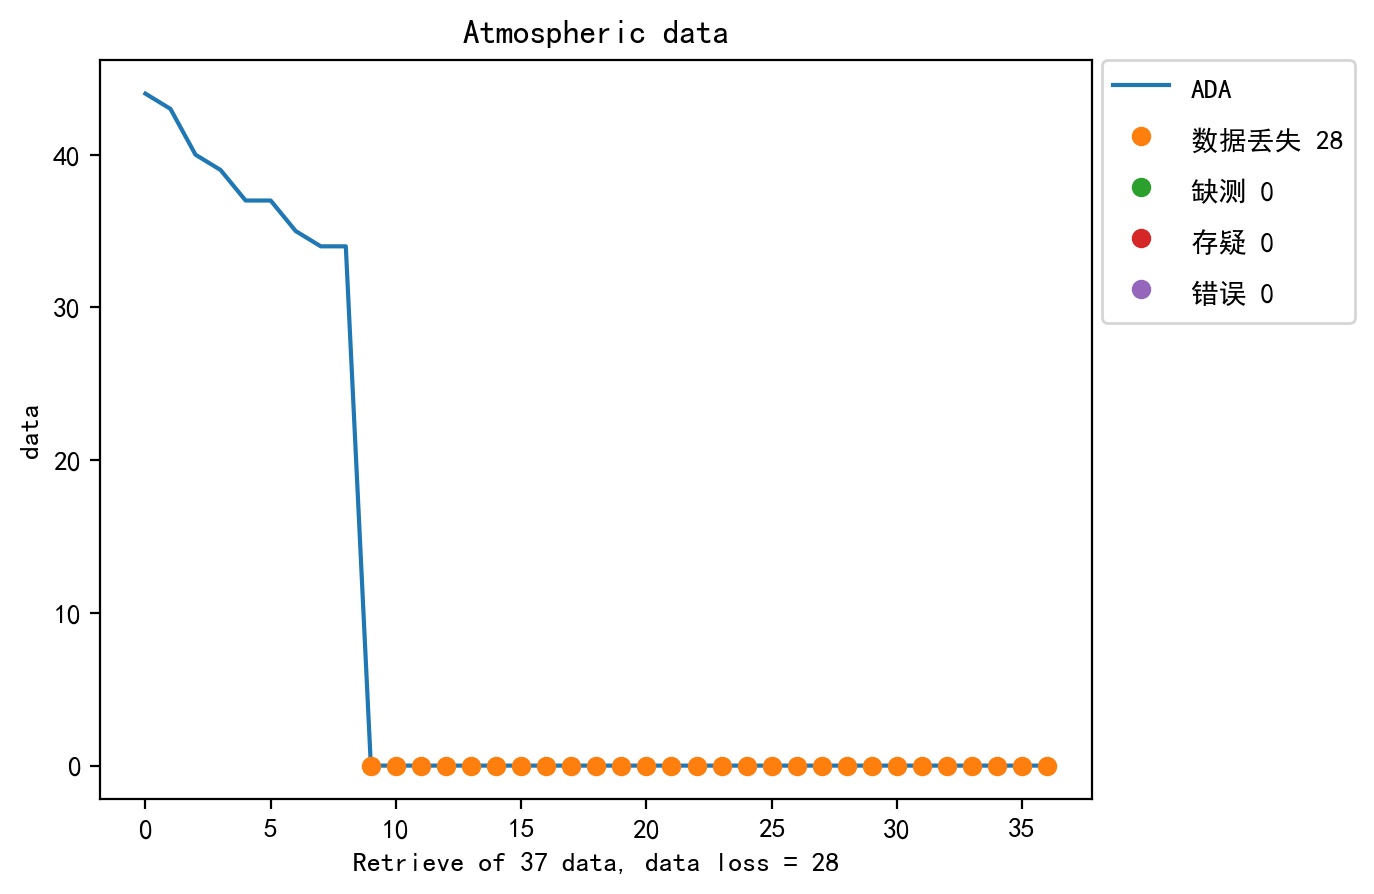 Atmospheric data
ADA
数据丢失 28
缺测 0
存疑 0
错误 0
data
40
30
20
10
0
0 5 10 15 20 25 30 35
Retrieve of 37 data, data loss = 28